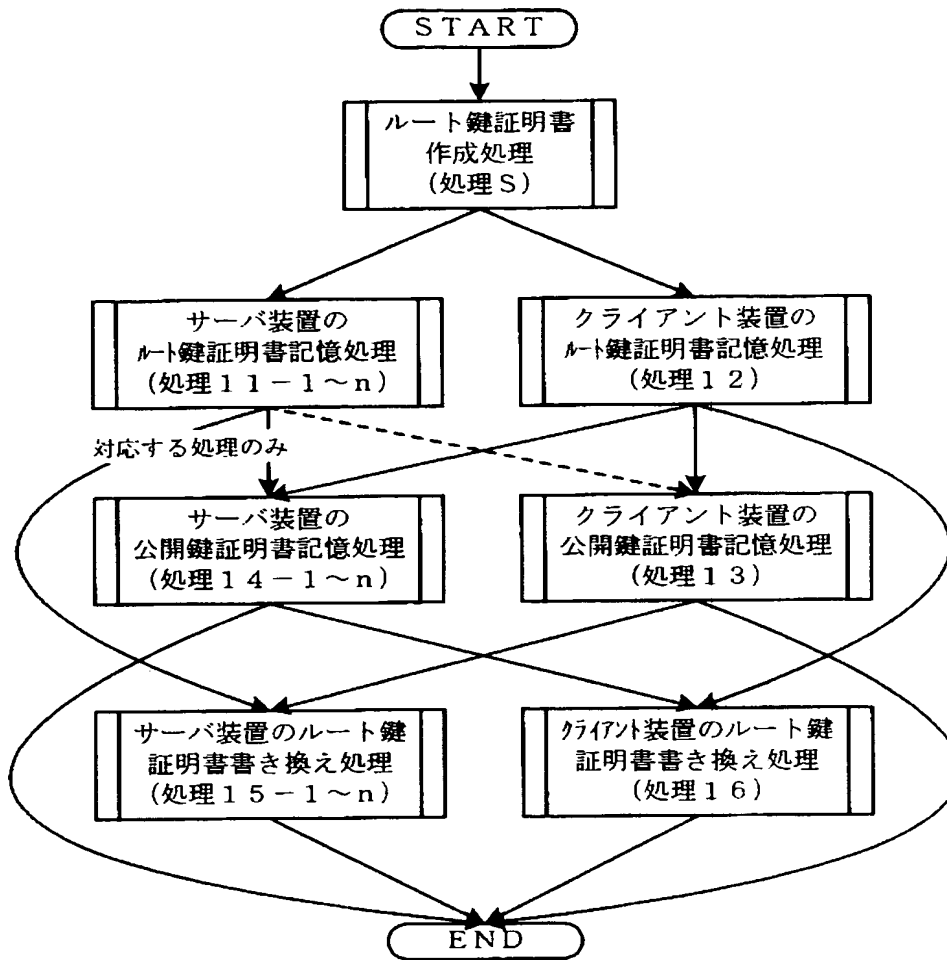 ＳＴＡＲＴ
ルート鍵証明書
作成処理
（処理Ｓ）
サーバ装置の
ﾙｰﾄ鍵証明書記憶処理
（処理１１－１～ｎ）
クライアント装置の
ﾙｰﾄ鍵証明書記憶処理
（処理１２）
対応する処理のみ
サーバ装置の
公開鍵証明書記憶処理
（処理１４－１～ｎ）
クライアント装置の
公開鍵証明書記憶処理
（処理１３）
サーバ装置のルート鍵
証明書書き換え処理
（処理１５－１～ｎ）
ｸﾗｲｱﾝﾄ装置のルート鍵
証明書書き換え処理
（処理１６）
ＥＮＤ